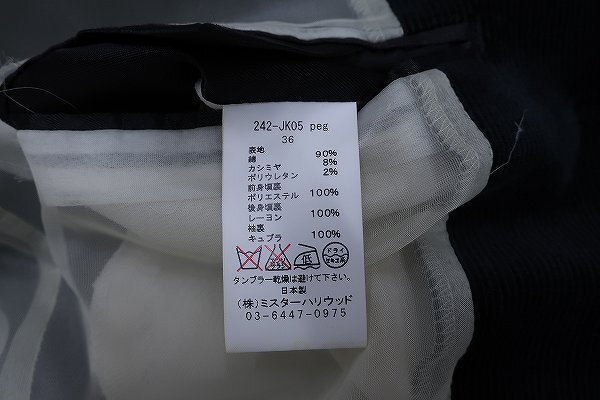 242-JK05 peg
36
表地
綿 90%
カシミヤ 8%
ポリウレタン 2%
前身頃裏
ポリエステル 100%
後身頃裏
レーヨン 100%
袖裏
キュプラ 100%
低 ドライ
タンブラー乾燥は避けて下さい。
日本製
(株)ミスターハリウッド
03-6447-0975